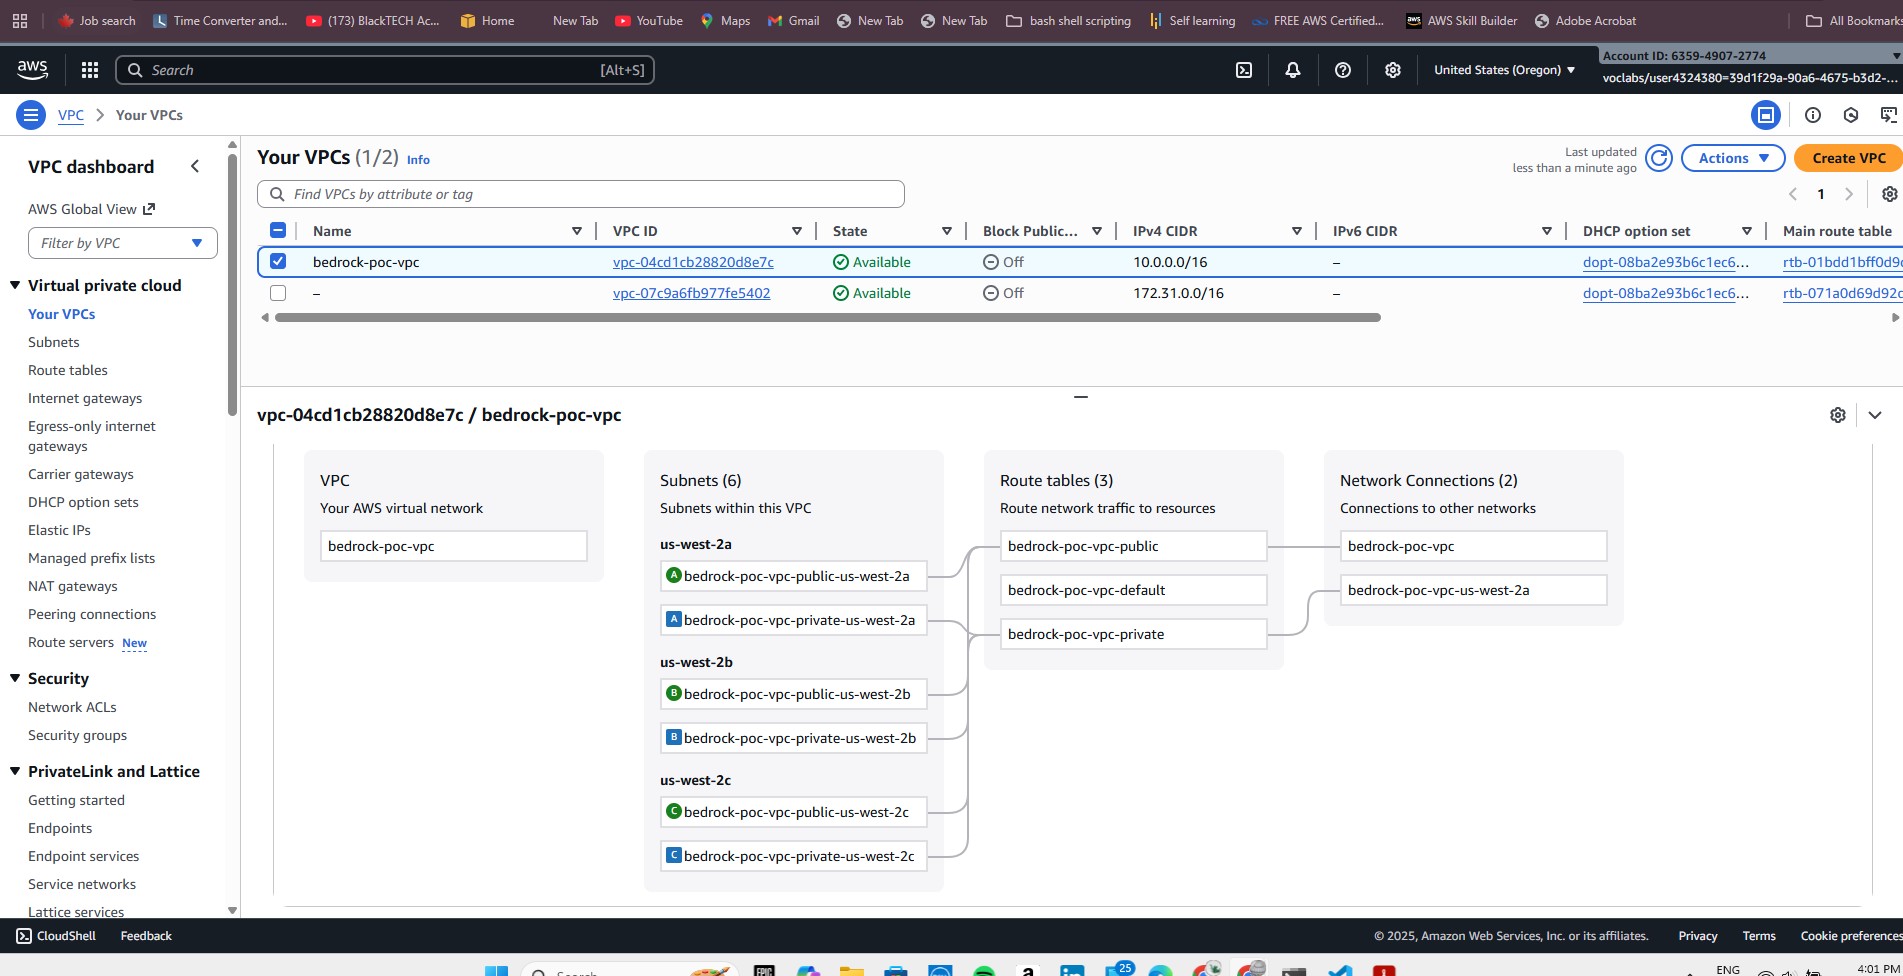 Job search Time Converter and... (173) BlackTECH Ac... Home New Tab YouTube Maps Gmail New Tab New Tab bash shell scripting Self learning FREE AWS Certified... aws AWS Skill Builder Adobe Acrobat All Bookmarks
aws Search [Alt+S] United States (Oregon) Account ID: 6359-4907-2774
voclabs/user4324380=39d1f29a-90a6-4675-b3d2-...
VPC Your VPCs
VPC dashboard
AWS Global View
Filter by VPC
Virtual private cloud
Your VPCs
Subnets
Route tables
Internet gateways
Egress-only internet
gateways
Carrier gateways
DHCP option sets
Elastic IPs
Managed prefix lists
NAT gateways
Peering connections
Route servers New
Security
Network ACLs
Security groups
PrivateLink and Lattice
Getting started
Endpoints
Endpoint services
Service networks
Lattice services
Your VPCs (1/2) Info
Last updated
less than a minute ago
Actions Create VPC
Find VPCs by attribute or tag
1
Name VPC ID State Block Public... IPv4 CIDR IPv6 CIDR DHCP option set Main route table
bedrock-poc-vpc vpc-04cd1cb28820d8e7c Available Off 10.0.0.0/16 – dopt-08ba2e93b6c1ec6... rtb-01bdd1bff0d9
– vpc-07c9a6fb977fe5402 Available Off 172.31.0.0/16 – dopt-08ba2e93b6c1ec6... rtb-071a0d69d92
vpc-04cd1cb28820d8e7c / bedrock-poc-vpc
VPC
Your AWS virtual network
bedrock-poc-vpc
Subnets (6)
Subnets within this VPC
us-west-2a
A bedrock-poc-vpc-public-us-west-2a
A bedrock-poc-vpc-private-us-west-2a
us-west-2b
B bedrock-poc-vpc-public-us-west-2b
B bedrock-poc-vpc-private-us-west-2b
us-west-2c
C bedrock-poc-vpc-public-us-west-2c
C bedrock-poc-vpc-private-us-west-2c
Route tables (3)
Route network traffic to resources
bedrock-poc-vpc-public
bedrock-poc-vpc-default
bedrock-poc-vpc-private
Network Connections (2)
Connections to other networks
bedrock-poc-vpc
bedrock-poc-vpc-us-west-2a
CloudShell Feedback © 2025, Amazon Web Services, Inc. or its affiliates. Privacy Terms Cookie preferences
Search EPIC a 25 ENG 4:01 PM